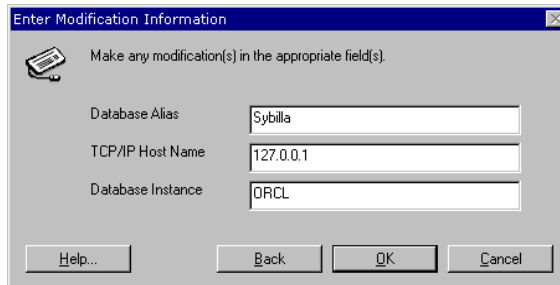 Enter Modification Information
Make any modification(s) in the appropriate field(s).
Database Alias Sybilla
TCP/IP Host Name 127.0.0.1
Database Instance ORCL
Help... Back OK Cancel